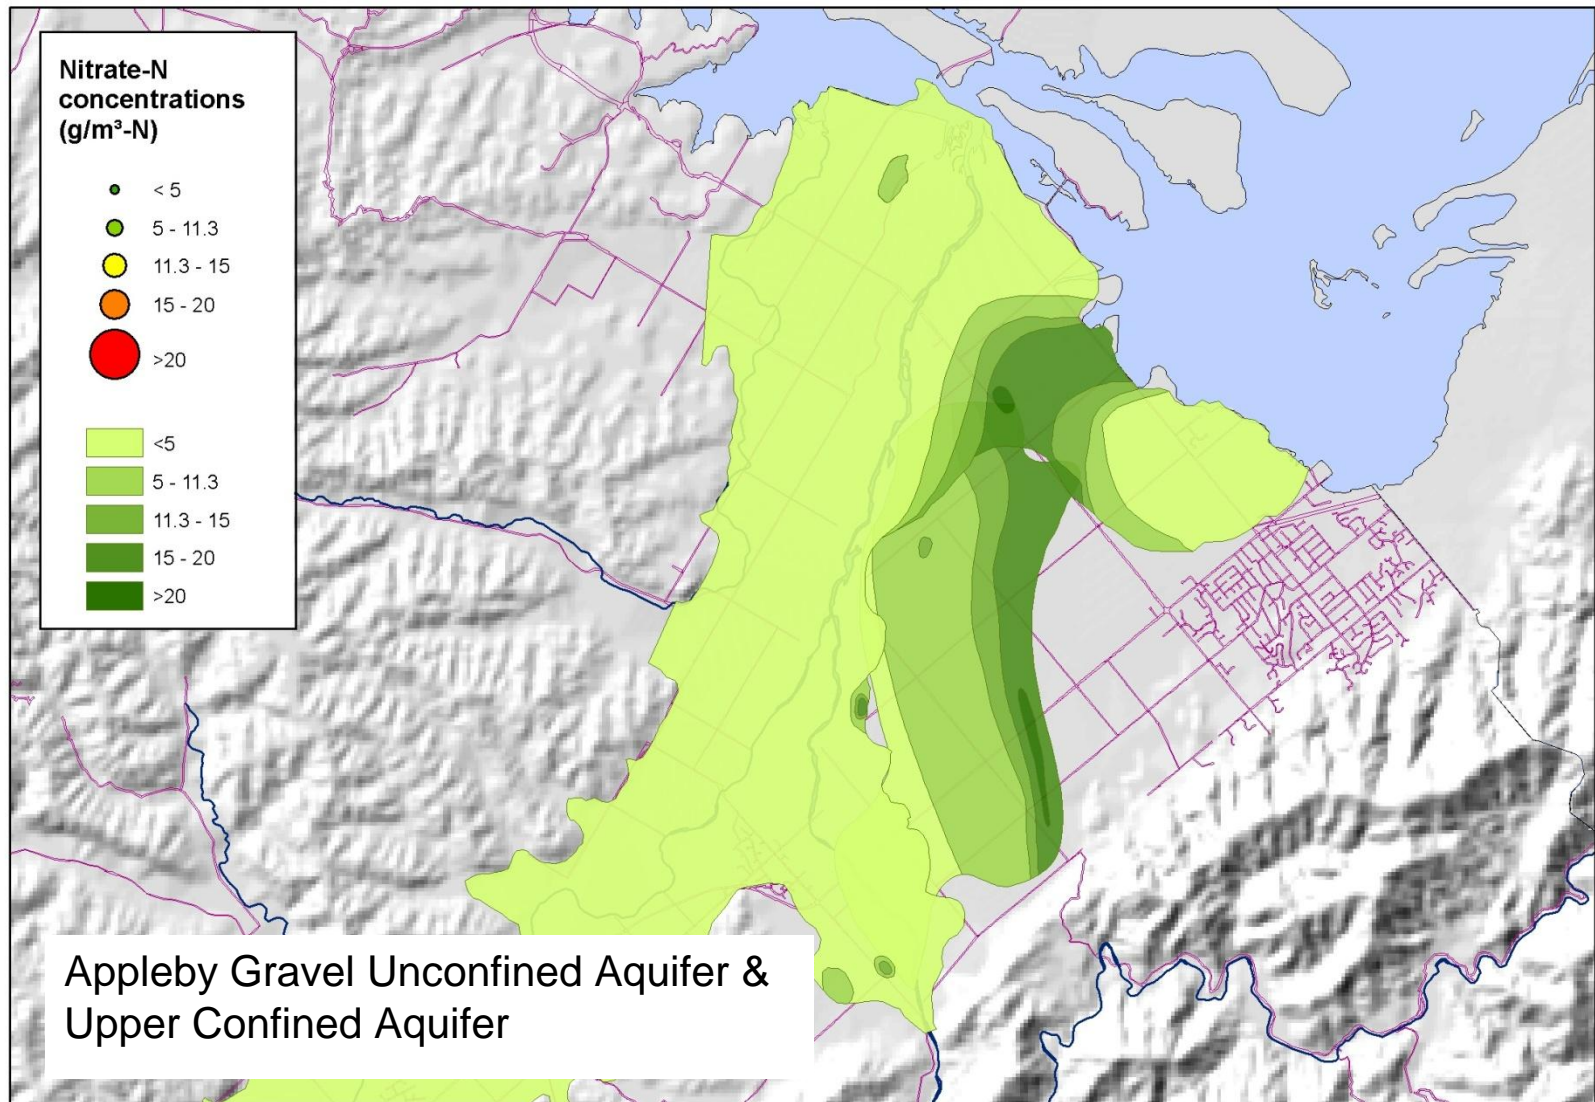 Nitrate-N
concentrations
(g/m³-N)
< 5
5 - 11.3
11.3 - 15
15 - 20
>20
<5
5 - 11.3
11.3 - 15
15 - 20
>20
Appleby Gravel Unconfined Aquifer &
Upper Confined Aquifer